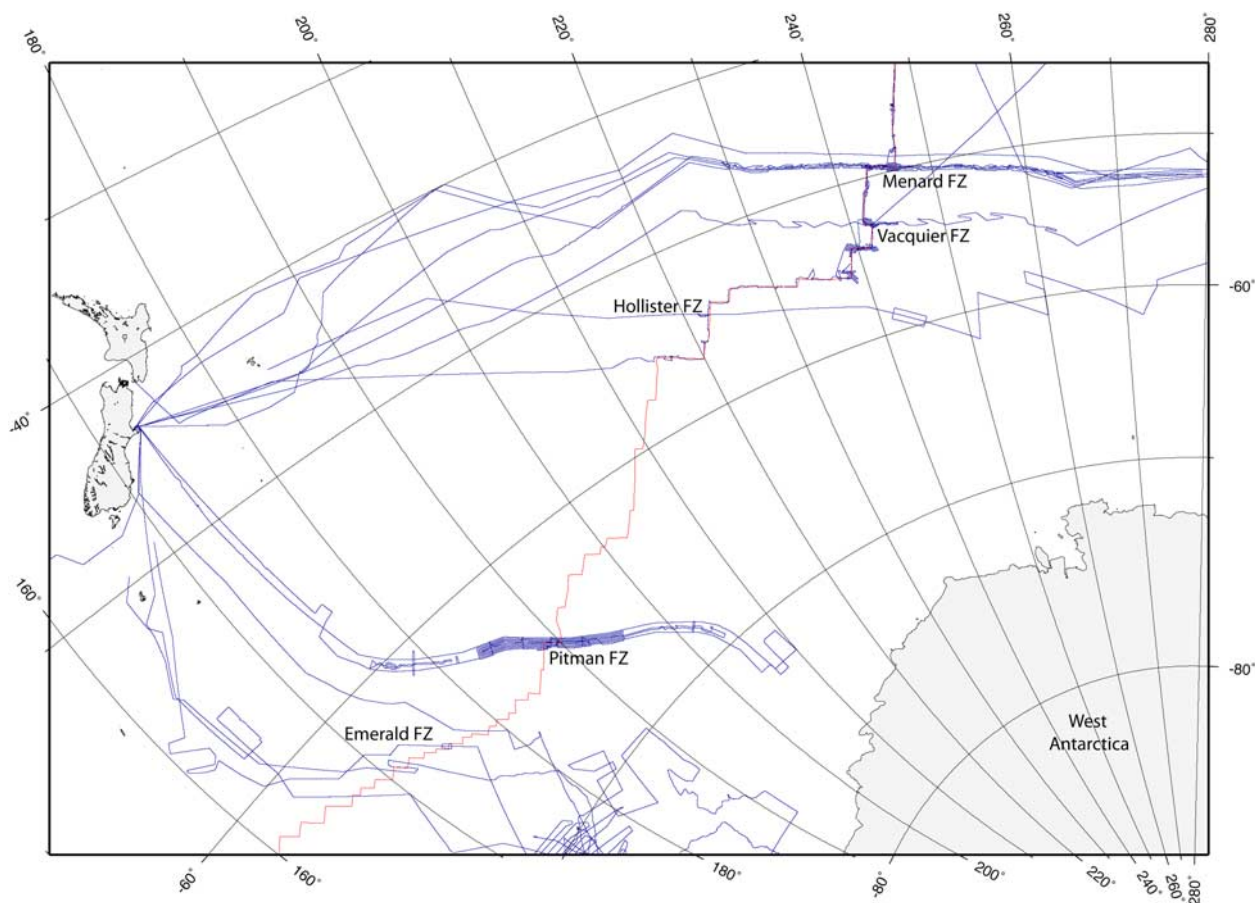 180°
200°
220°
240°
260°
280°
Menard FZ
Vacquier FZ
-60°
Hollister FZ
-40°
160°
Pitman FZ
-80°
Emerald FZ
West
Antarctica
-60°
160°
180°
-80°
200°
220°
240°
260°
280°